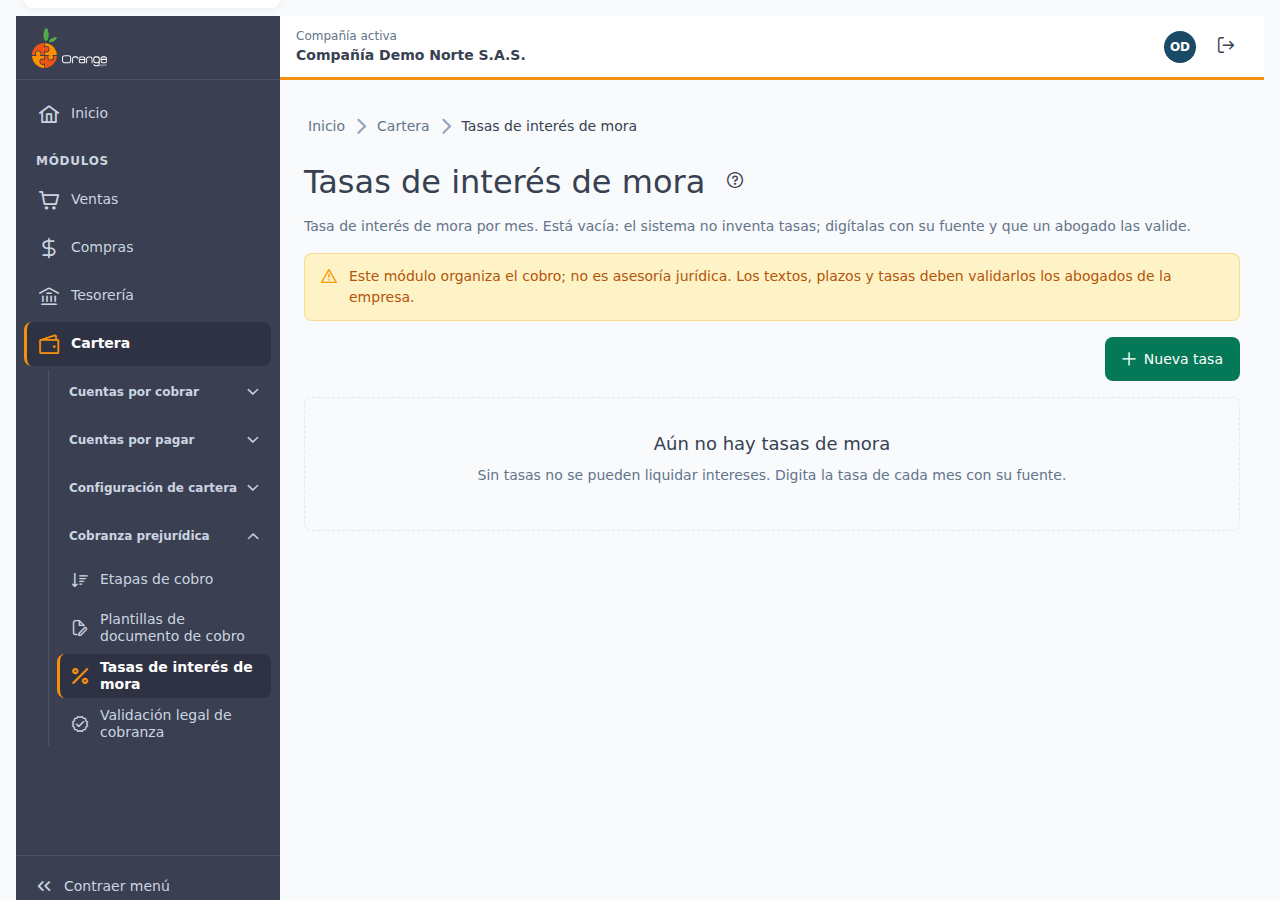 Orange
Compañía activa
Compañía Demo Norte S.A.S.
OD
Inicio
MÓDULOS
Ventas
Compras
Tesorería
Cartera
Cuentas por cobrar
Cuentas por pagar
Configuración de cartera
Cobranza prejurídica
Etapas de cobro
Plantillas de
documento de cobro
Tasas de interés de
mora
Validación legal de
cobranza
Contraer menú
Inicio
Cartera
Tasas de interés de mora
Tasas de interés de mora
Tasa de interés de mora por mes. Está vacía: el sistema no inventa tasas; digítalas con su fuente y que un abogado las valide.
Este módulo organiza el cobro; no es asesoría jurídica. Los textos, plazos y tasas deben validarlos los abogados de la
empresa.
Nueva tasa
Aún no hay tasas de mora
Sin tasas no se pueden liquidar intereses. Digita la tasa de cada mes con su fuente.